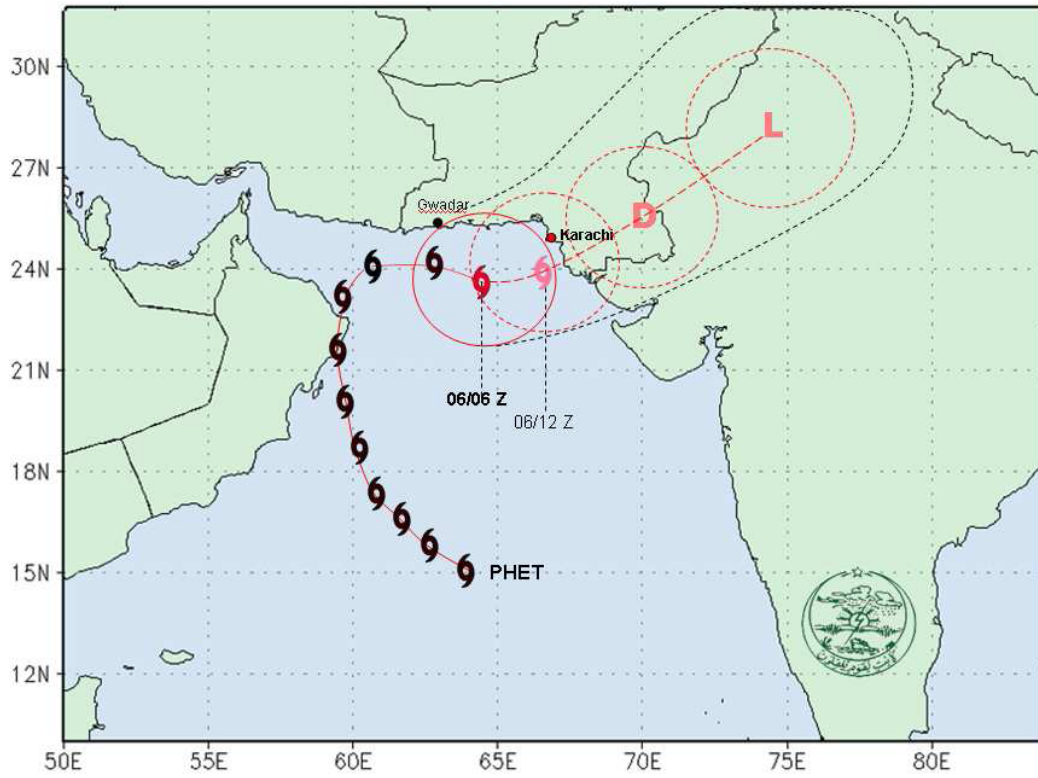 30N
L
27N
Gwadar
D
Karachi
24N
21N
06/06 Z
06/12 Z
18N
PHET
15N
12N
50E
55E
60E
65E
70E
75E
80E